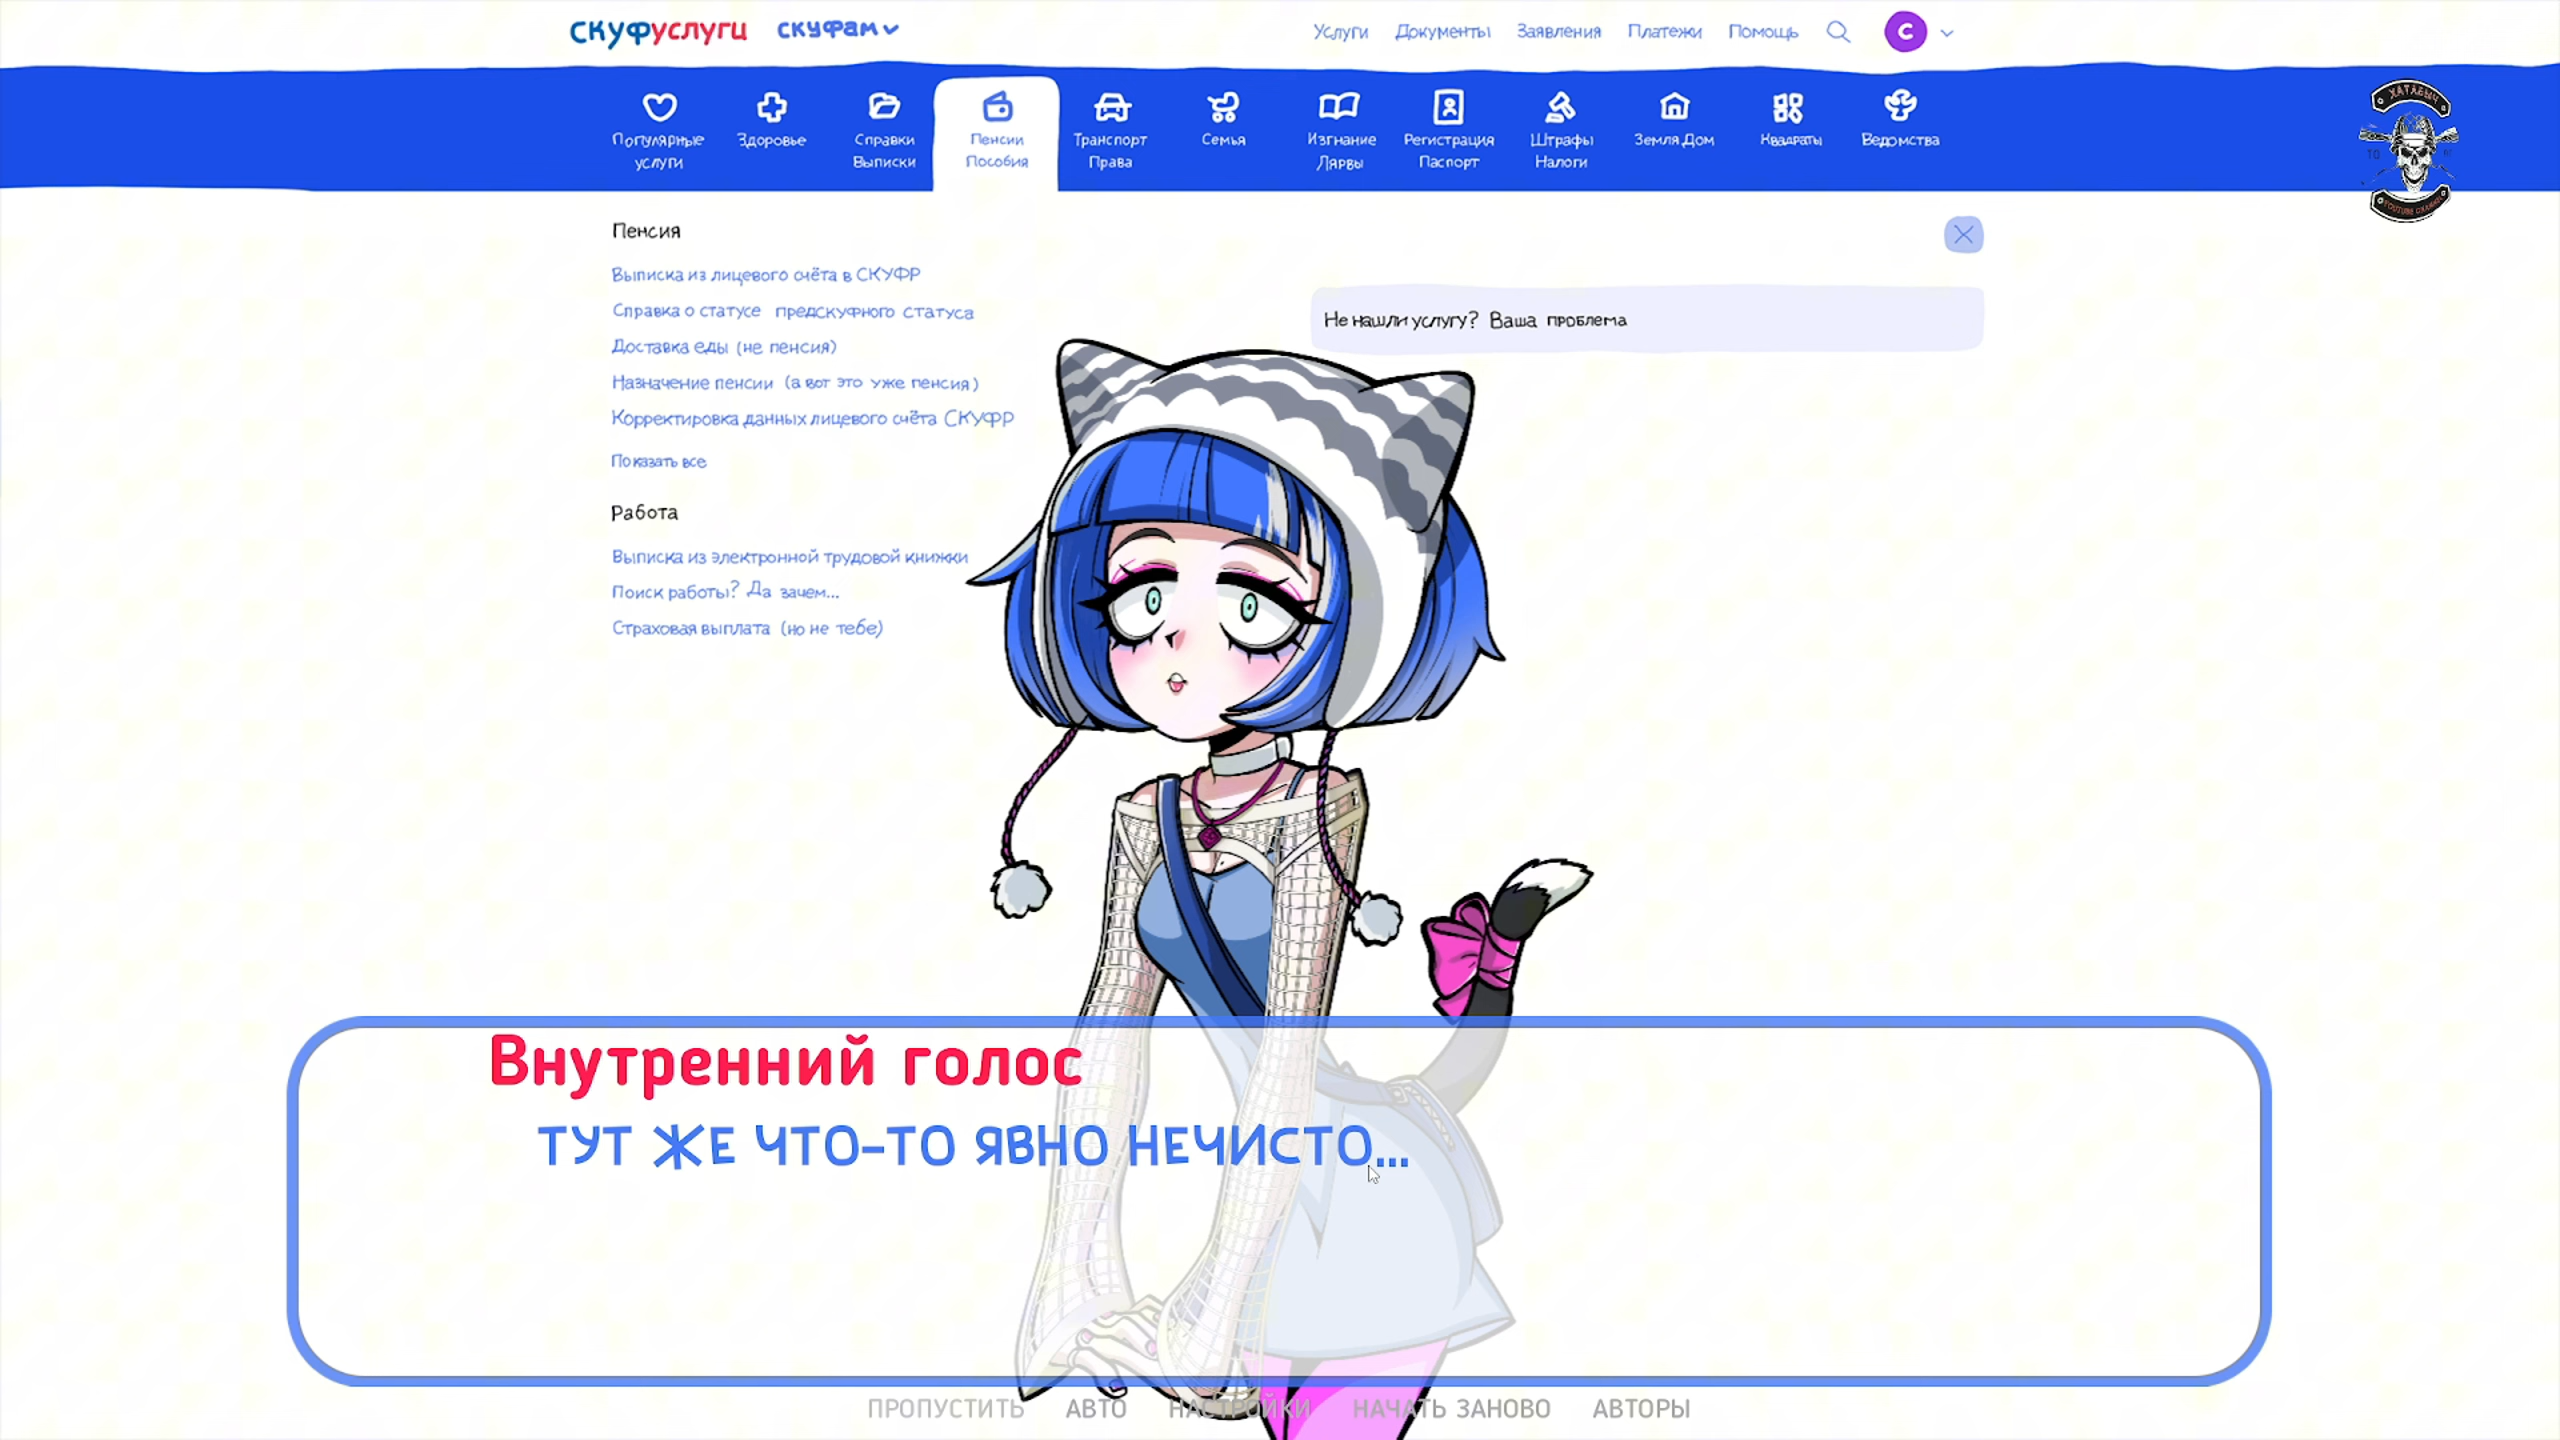 СКУФУСЛУГИ СКУФАМ Услуги Документы Заявления Платежи Помощь С
Популярные услуги
Здоровье
Справки Выписки
Пенсии Пособия
Транспорт Права
Семья
Изгнание Лярвы
Регистрация Паспорт
Штрафы Налоги
Земля Дом
Квадраты
Ведомства
ХАТАБЫЧ
YOUTUBE CHANNEL
Пенсия
Выписка из лицевого счёта в СКУФР
Справка о статусе предскуфного статуса
Доставка еды (не пенсия)
Назначение пенсии (а вот это уже пенсия)
Корректировка данных лицевого счёта СКУФР
Показать все
Не нашли услугу? Ваша проблема
Работа
Выписка из электронной трудовой книжки
Поиск работы? Да зачем...
Страховая выплата (но не тебе)
Внутренний голос
ТУТ ЖЕ ЧТО-ТО ЯВНО НЕЧИСТО...
ПРОПУСТИТЬ АВТО НАСТРОЙКИ НАЧАТЬ ЗАНОВО АВТОРЫ